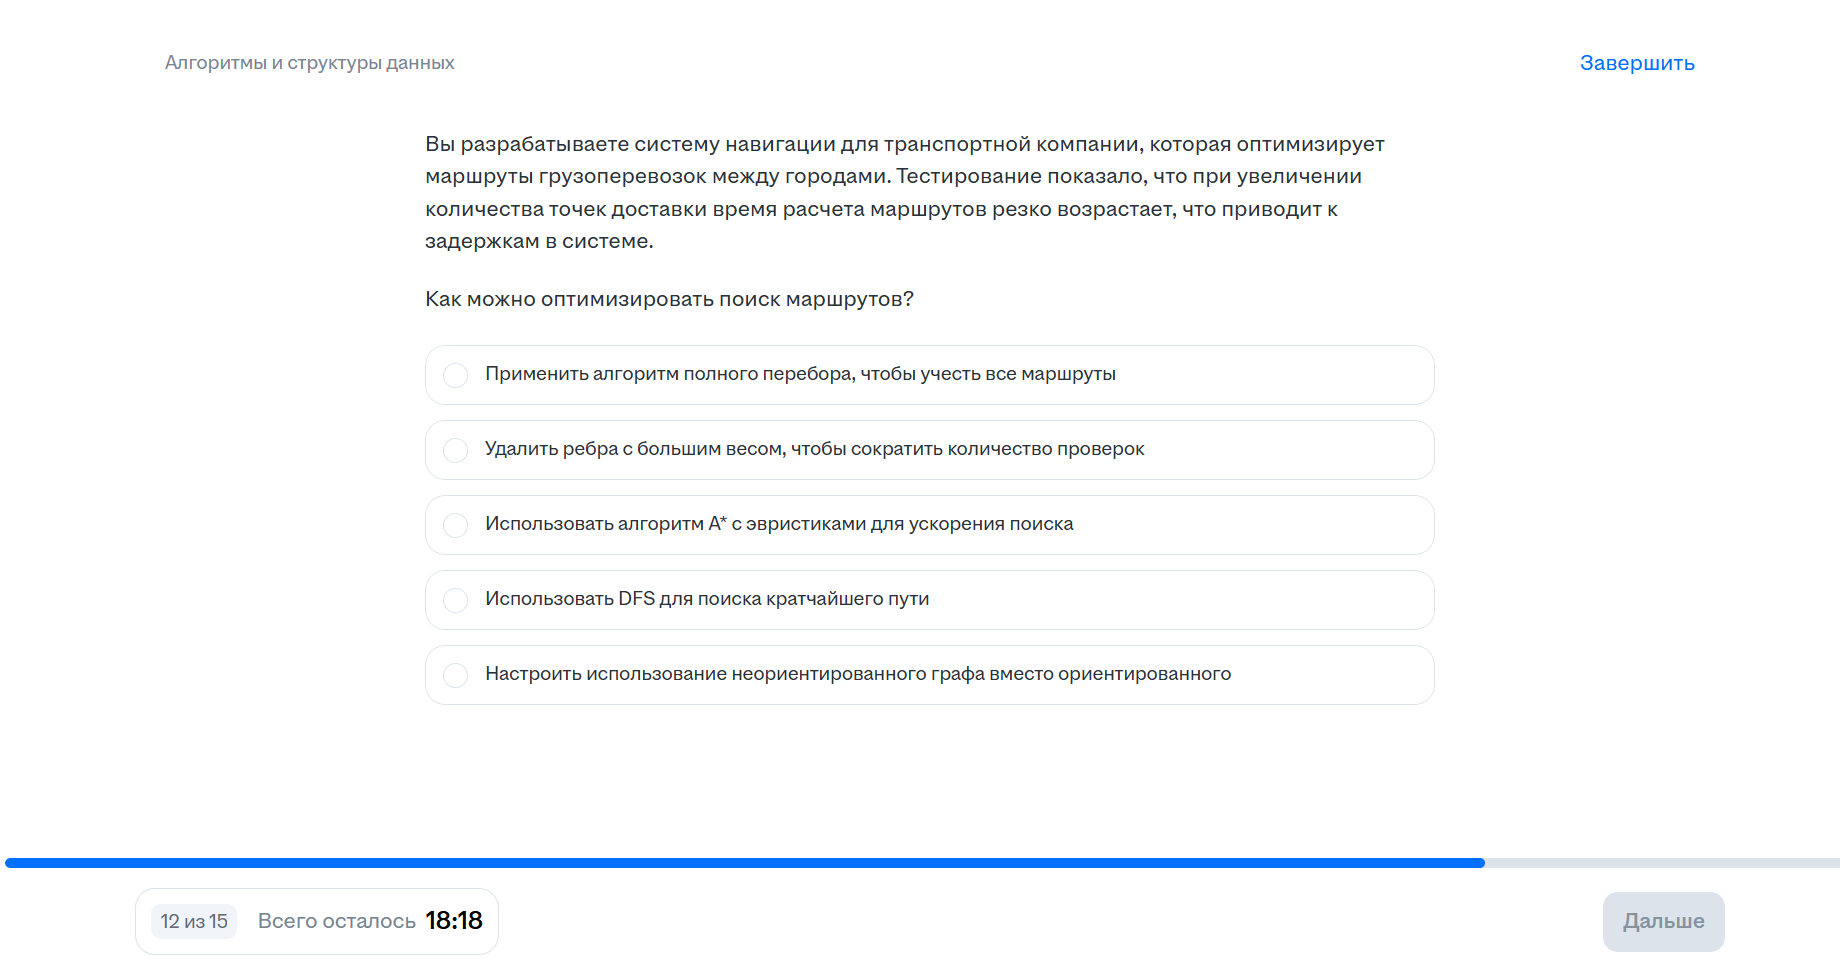 Алгоритмы и структуры данных
Завершить
Вы разрабатываете систему навигации для транспортной компании, которая оптимизирует
маршруты грузоперевозок между городами. Тестирование показало, что при увеличении
количества точек доставки время расчета маршрутов резко возрастает, что приводит к
задержкам в системе.
Как можно оптимизировать поиск маршрутов?
Применить алгоритм полного перебора, чтобы учесть все маршруты
Удалить ребра с большим весом, чтобы сократить количество проверок
Использовать алгоритм A* с эвристиками для ускорения поиска
Использовать DFS для поиска кратчайшего пути
Настроить использование неориентированного графа вместо ориентированного
12 из 15
Всего осталось 18:18
Дальше